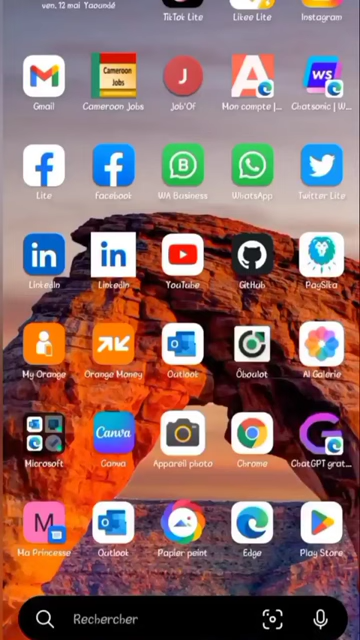 ven. 12 mai Yaoundé
TikTok Lite
Likee Lite
Instagram
Cameroon
Jobs
J
WS
Gmail
Cameroon Jobs
Job'Of
Mon compte |...
Chatsonic | W...
B
Lite
Facebook
WA Business
WhatsApp
Twitter Lite
in
in
LinkedIn
LinkedIn
YouTube
GitHub
PaySika
My Orange
Orange Money
Outlook
Oboulot
AI Galerie
Canva
Microsoft
Canva
Appareil photo
Chrome
ChatGPT grat...
M
Ma Princesse
Outlook
Papier peint
Edge
Play Store
Rechercher